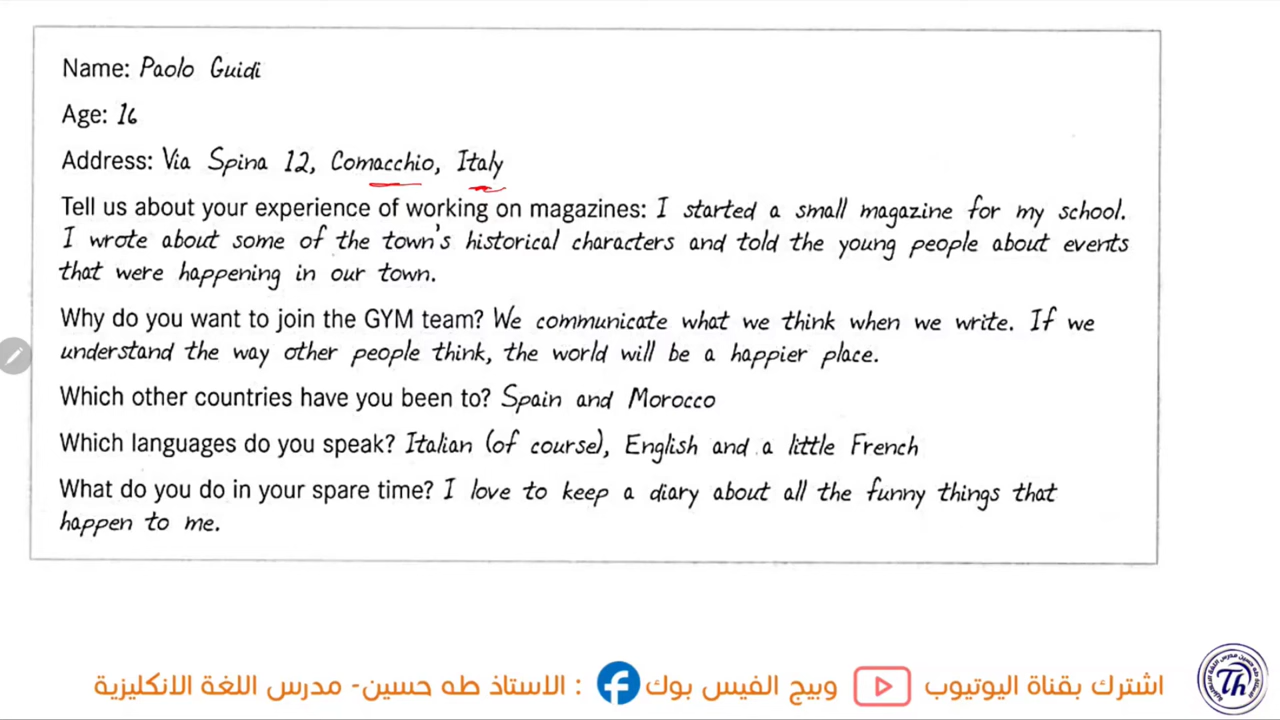 Name: Paolo Guidi
Age: 16
Address: Via Spina 12, Comacchio, Italy
Tell us about your experience of working on magazines: I started a small magazine for my school.
I wrote about some of the town's historical characters and told the young people about events
that were happening in our town.
Why do you want to join the GYM team? We communicate what we think when we write. If we
understand the way other people think, the world will be a happier place.
Which other countries have you been to? Spain and Morocco
Which languages do you speak? Italian (of course), English and a little French
What do you do in your spare time? I love to keep a diary about all the funny things that
happen to me.
اشترك بقناة اليوتيوب وبيج الفيس بوك : الاستاذ طه حسين- مدرس اللغة الانكليزية
Th